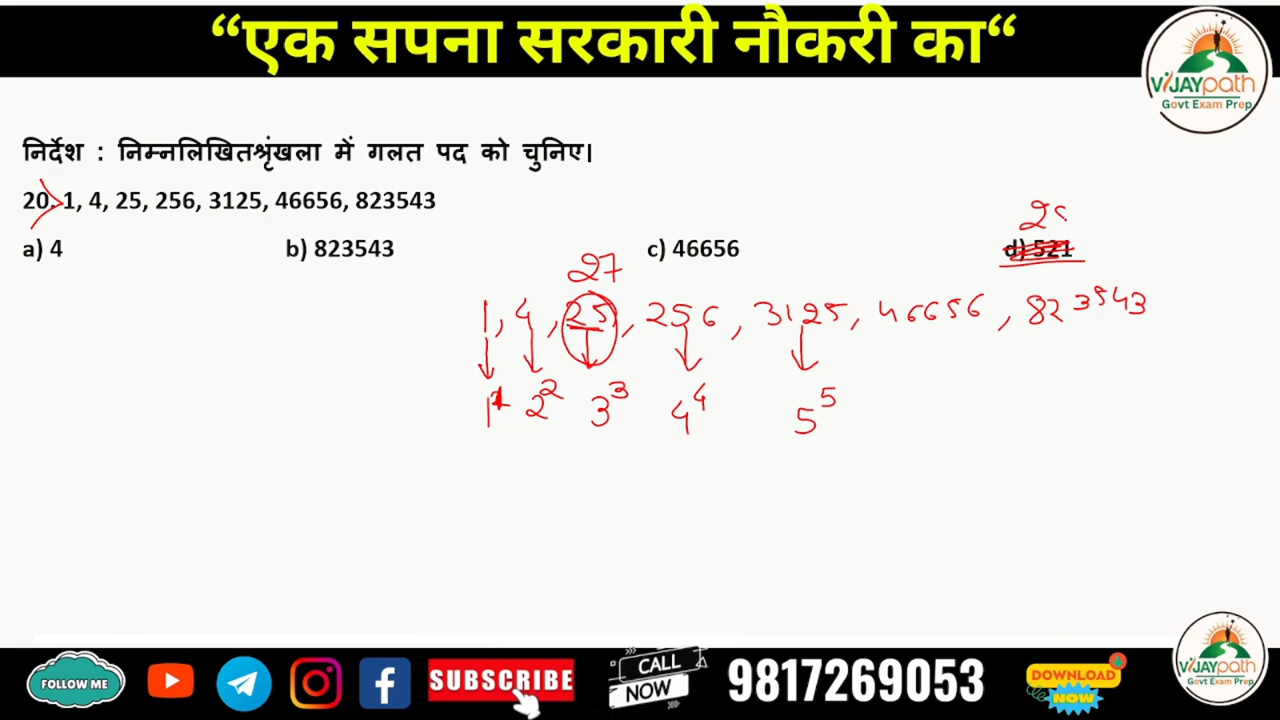 “एक सपना सरकारी नौकरी का“
VIJAYpath
Govt Exam Prep
निर्देश : निम्नलिखितश्रृंखला में गलत पद को चुनिए।
20. 1, 4, 25, 256, 3125, 46656, 823543
25
a) 4 b) 823543 c) 46656 d) 521
27
1, 4, 25, 256, 3125, 46656, 823543
1¹ 2² 3³ 4⁴ 5⁵
VIJAYpath
Govt Exam Prep
FOLLOW ME SUBSCRIBE CALL NOW 9817269053 DOWNLOAD NOW